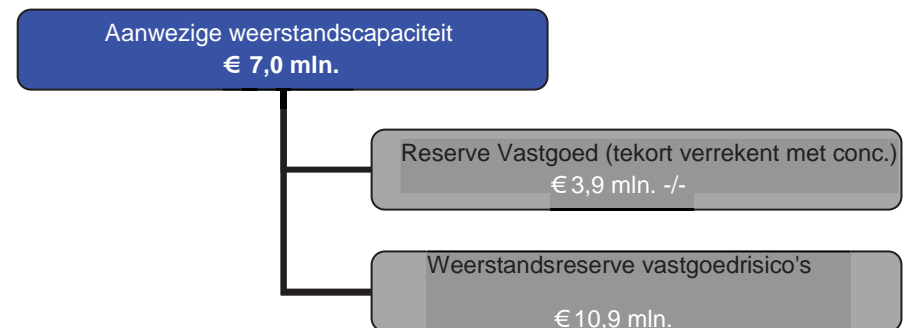 Aanwezige weerstandscapaciteit
€ 7,0 mln.
Reserve Vastgoed (tekort verrekent met conc.)
€ 3,9 mln. -/-
Weerstandsreserve vastgoedrisico's
€ 10,9 mln.